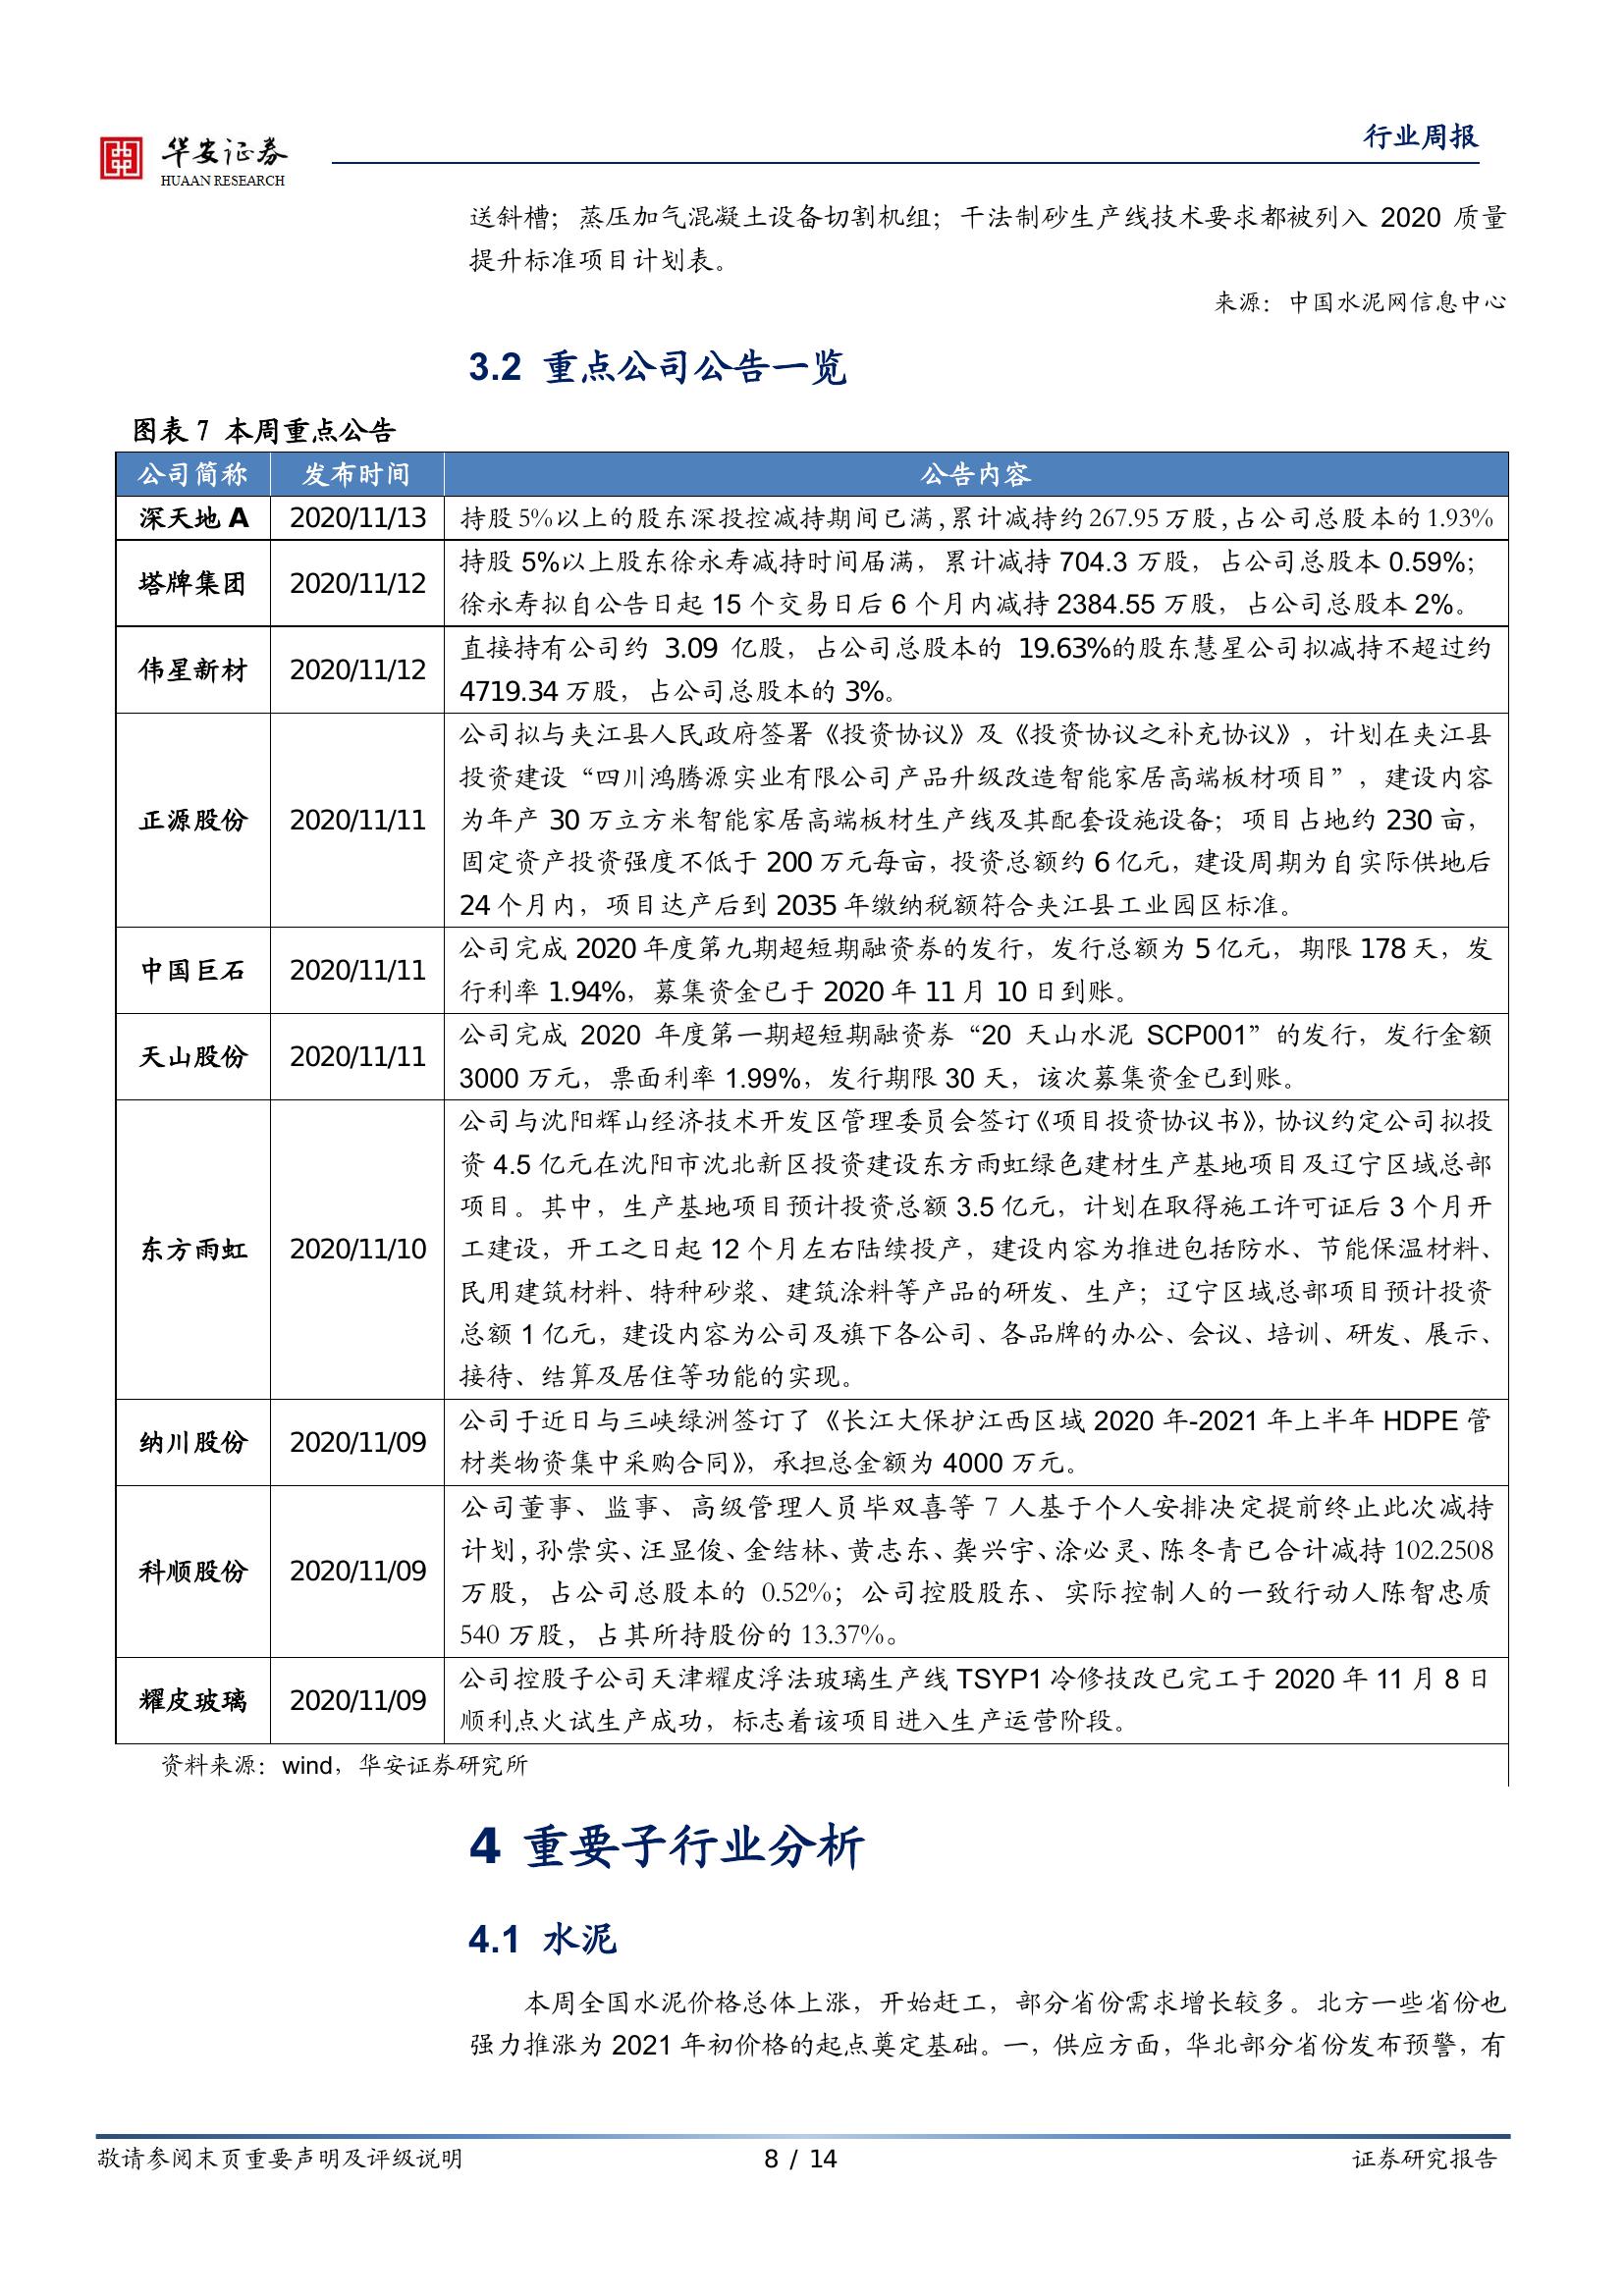 华安证券
HUAAN RESEARCH
行业周报
送斜槽；蒸压加气混凝土设备切割机组；干法制砂生产线技术要求都被列入 2020 质量
提升标准项目计划表。
来源：中国水泥网信息中心
3.2 重点公司公告一览
图表 7 本周重点公告
公司简称 发布时间 公告内容
深天地 A 2020/11/13 持股5%以上的股东深投控减持期间已满,累计减持约267.95万股,占公司总股本的1.93%
塔牌集团 2020/11/12 持股 5%以上股东徐永寿减持时间届满，累计减持 704.3 万股，占公司总股本 0.59%；
徐永寿拟自公告日起 15 个交易日后 6 个月内减持 2384.55 万股，占公司总股本 2%。
伟星新材 2020/11/12 直接持有公司约 3.09 亿股，占公司总股本的 19.63%的股东慧星公司拟减持不超过约
4719.34 万股，占公司总股本的 3%。
正源股份 2020/11/11 公司拟与夹江县人民政府签署《投资协议》及《投资协议之补充协议》，计划在夹江县
投资建设“四川鸿腾源实业有限公司产品升级改造智能家居高端板材项目”，建设内容
为年产 30 万立方米智能家居高端板材生产线及其配套设施设备；项目占地约 230 亩，
固定资产投资强度不低于 200 万元每亩，投资总额约 6 亿元，建设周期为自实际供地后
24 个月内，项目达产后到 2035 年缴纳税额符合夹江县工业园区标准。
中国巨石 2020/11/11 公司完成 2020 年度第九期超短期融资券的发行，发行总额为 5 亿元，期限 178 天，发
行利率 1.94%，募集资金已于 2020 年 11 月 10 日到账。
天山股份 2020/11/11 公司完成 2020 年度第一期超短期融资券“20 天山水泥 SCP001”的发行，发行金额
3000 万元，票面利率 1.99%，发行期限 30 天，该次募集资金已到账。
东方雨虹 2020/11/10 公司与沈阳辉山经济技术开发区管理委员会签订《项目投资协议书》，协议约定公司拟投
资 4.5 亿元在沈阳市沈北新区投资建设东方雨虹绿色建材生产基地项目及辽宁区域总部
项目。其中，生产基地项目预计投资总额 3.5 亿元，计划在取得施工许可证后 3 个月开
工建设，开工之日起 12 个月左右陆续投产，建设内容为推进包括防水、节能保温材料、
民用建筑材料、特种砂浆、建筑涂料等产品的研发、生产；辽宁区域总部项目预计投资
总额 1 亿元，建设内容为公司及旗下各公司、各品牌的办公、会议、培训、研发、展示、
接待、结算及居住等功能的实现。
纳川股份 2020/11/09 公司于近日与三峡绿洲签订了《长江大保护江西区域 2020 年-2021 年上半年 HDPE 管
材类物资集中采购合同》，承担总金额为 4000 万元。
科顺股份 2020/11/09 公司董事、监事、高级管理人员毕双喜等 7 人基于个人安排决定提前终止此次减持
计划,孙崇实、汪显俊、金结林、黄志东、龚兴宇、涂必灵、陈冬青已合计减持 102.2508
万股，占公司总股本的 0.52%；公司控股股东、实际控制人的一致行动人陈智忠质
540 万股，占其所持股份的 13.37%。
耀皮玻璃 2020/11/09 公司控股子公司天津耀皮浮法玻璃生产线 TSYP1 冷修技改已完工于 2020 年 11 月 8 日
顺利点火试生产成功，标志着该项目进入生产运营阶段。
资料来源：wind，华安证券研究所
4 重要子行业分析
4.1 水泥
本周全国水泥价格总体上涨，开始赶工，部分省份需求增长较多。北方一些省份也
强力推涨为 2021 年初价格的起点奠定基础。一，供应方面，华北部分省份发布预警，有
敬请参阅末页重要声明及评级说明 8 / 14 证券研究报告